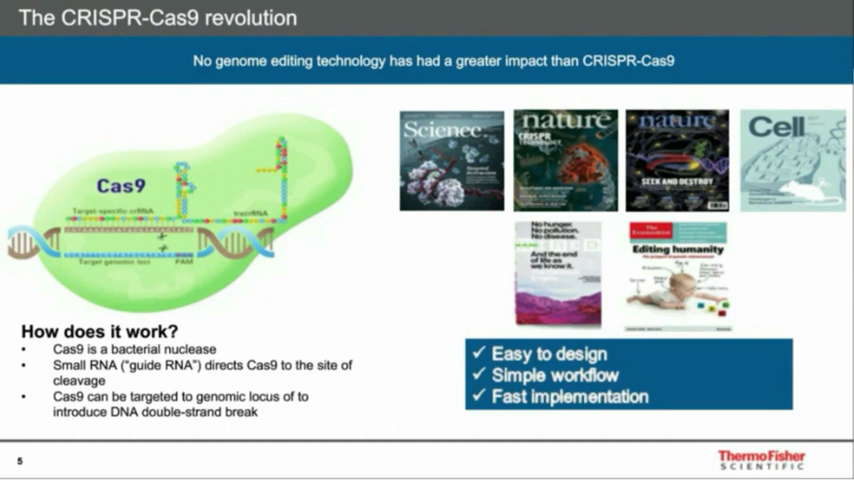 The CRISPR-Cas9 revolution
No genome editing technology has had a greater impact than CRISPR-Cas9
Cas9
Target-specific crRNA
tracrRNA
Target genomic loci
PAM
Science
nature
CRISPR
nature
SEEK AND DESTROY
Cell
No hunger.
No pollution.
No disease.
And the end
of life as
we know it.
The
Economist
Editing humanity
How does it work?
• Cas9 is a bacterial nuclease
• Small RNA (“guide RNA”) directs Cas9 to the site of
cleavage
• Cas9 can be targeted to genomic locus of to
introduce DNA double-strand break
✓ Easy to design
✓ Simple workflow
✓ Fast implementation
5
ThermoFisher
SCIENTIFIC